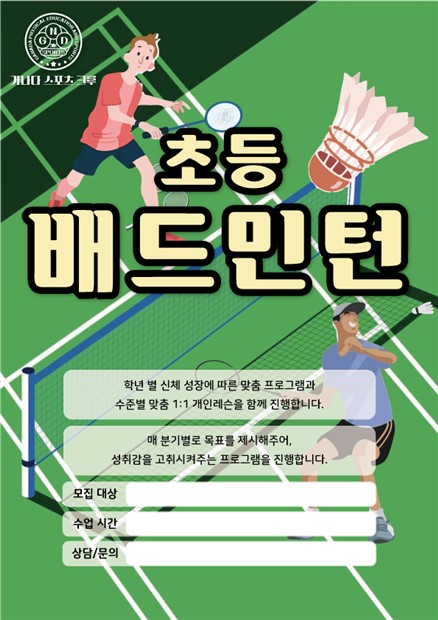 GND
SPORTS
가나다 스포츠 크루
초등
배드민턴
학년 별 신체 성장에 따른 맞춤 프로그램과
수준별 맞춤 1:1 개인레슨을 함께 진행합니다.
매 분기별로 목표를 제시해주어,
성취감을 고취시켜주는 프로그램을 진행합니다.
모집 대상
수업 시간
상담/문의